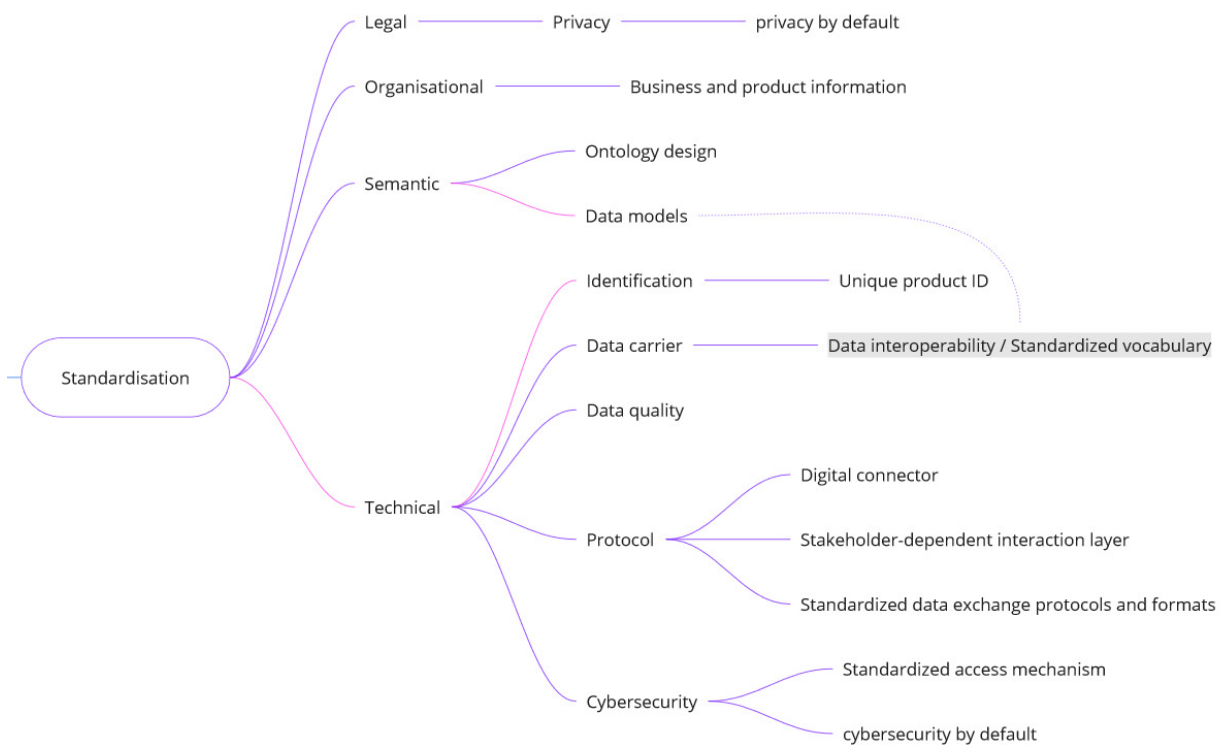 Legal
Privacy
privacy by default
Organisational
Business and product information
Ontology design
Semantic
Data models
Identification
Unique product ID
Data carrier
Data interoperability / Standardized vocabulary
Standardisation
Data quality
Digital connector
Technical
Protocol
Stakeholder-dependent interaction layer
Standardized data exchange protocols and formats
Standardized access mechanism
Cybersecurity
cybersecurity by default